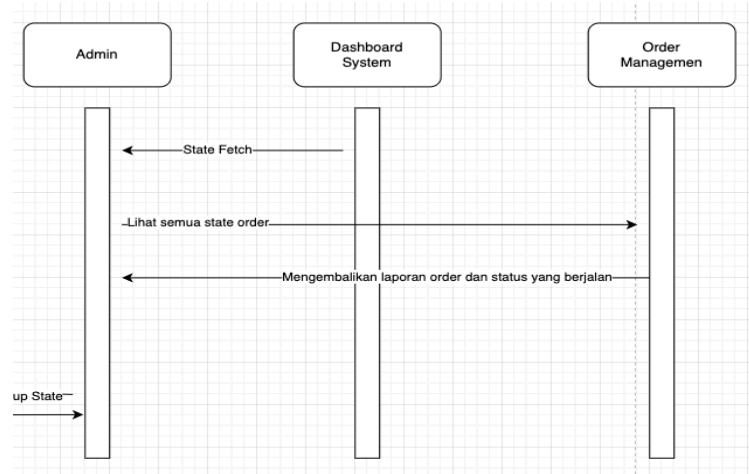 Admin
Dashboard
System
Order
Managemen
State Fetch
Lihat semua state order
Mengembalikan laporan order dan status yang berjalan
up State